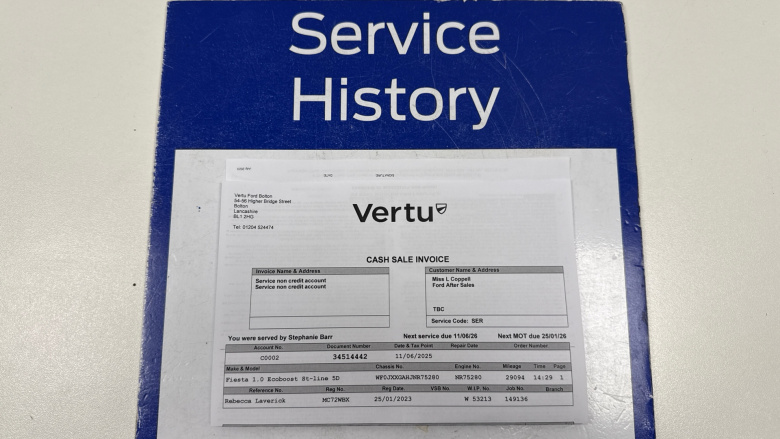 Service
History
Vertu Ford Bolton
54-56 Higher Bridge Street
Bolton
Lancashire
BL1 2HG
Tel: 01204 524474
Vertu
CASH SALE INVOICE
Invoice Name & Address
Customer Name & Address
Service non credit account
Service non credit account
Miss L Coppell
Ford After Sales
TBC
Service Code: SER
You were served by Stephanie Barr Next service due 11/06/26 Next MOT due 25/01/26
Account No. Document Number Date & Tax Point Repair Date Order Number
C0002 34514442 11/06/2025
Make & Model Chassis No. Engine No. Mileage Time Page
Fiesta 1.0 Ecoboost St-line 5D WF0JXXGAHJNR75280 NR75280 29094 14:29 1
Reference No. Reg No. Reg Date: VSB No. W.I.P. No. Job No. Branch
Rebecca Laverick MC72WBX 25/01/2023 W 53213 149136